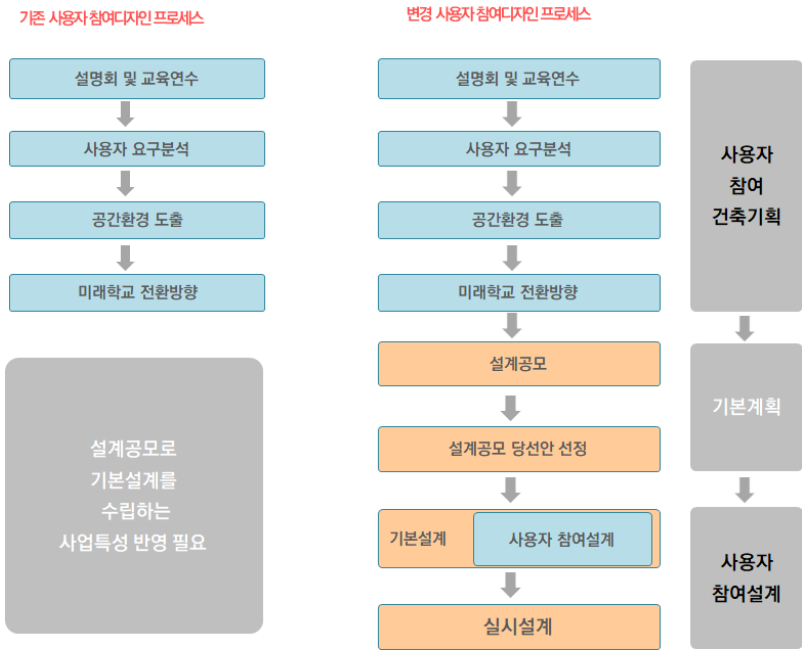 기존 사용자 참여디자인 프로세스
설명회 및 교육연수
사용자 요구분석
공간환경 도출
미래학교 전환방향
설계공모로
기본설계를
수립하는
사업특성 반영 필요
변경 사용자 참여디자인 프로세스
설명회 및 교육연수
사용자 요구분석
공간환경 도출
미래학교 전환방향
설계공모
설계공모 당선안 선정
기본설계
사용자 참여설계
실시설계
사용자
참여
건축기획
기본계획
사용자
참여설계